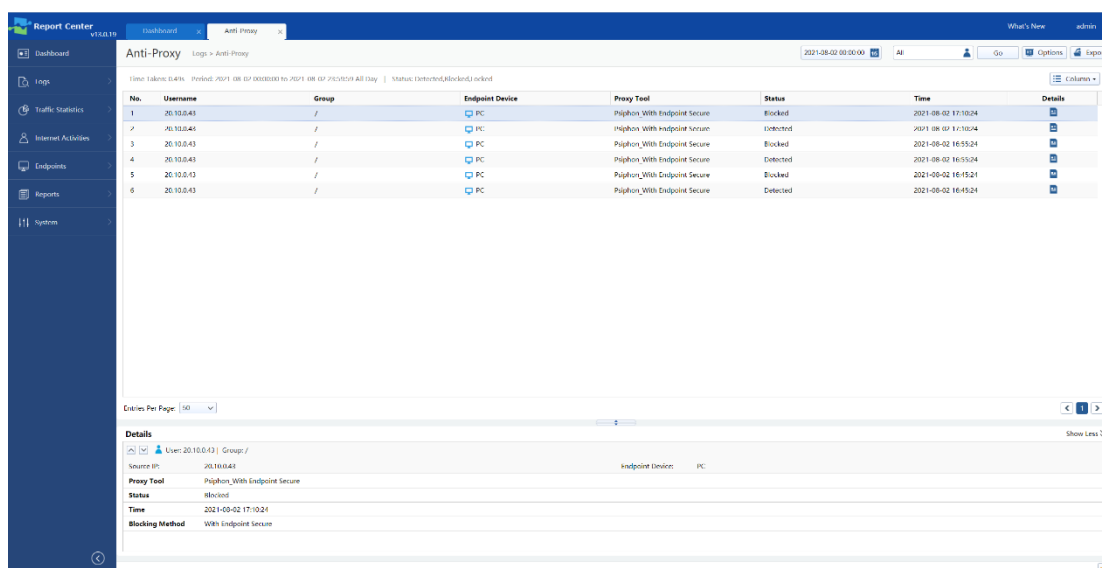 Report Center
v13.0.19
Dashboard
Anti-Proxy
What's New
admin
Dashboard
Logs
Traffic Statistics
Internet Activities
Endpoints
Reports
System
Anti-Proxy Logs > Anti-Proxy
2021-08-02 00:00:00 All Go Options Expo
Time Taken: 0.49s Period: 2021-08-02 00:00:00 to 2021-08-02 23:59:59 All Day | Status: Detected,Blocked,Locked
Column
No. Username Group Endpoint Device Proxy Tool Status Time Details
1 20.10.0.43 / PC Psiphon_With Endpoint Secure Blocked 2021-08-02 17:10:24
2 20.10.0.43 / PC Psiphon_With Endpoint Secure Detected 2021-08-02 17:10:24
3 20.10.0.43 / PC Psiphon_With Endpoint Secure Blocked 2021-08-02 16:55:24
4 20.10.0.43 / PC Psiphon_With Endpoint Secure Detected 2021-08-02 16:55:24
5 20.10.0.43 / PC Psiphon_With Endpoint Secure Blocked 2021-08-02 16:45:24
6 20.10.0.43 / PC Psiphon_With Endpoint Secure Detected 2021-08-02 16:45:24
Entries Per Page: 50
1
Details
Show Less
User: 20.10.0.43 | Group: /
Source IP: 20.10.0.43 Endpoint Device: PC
Proxy Tool Psiphon_With Endpoint Secure
Status Blocked
Time 2021-08-02 17:10:24
Blocking Method With Endpoint Secure